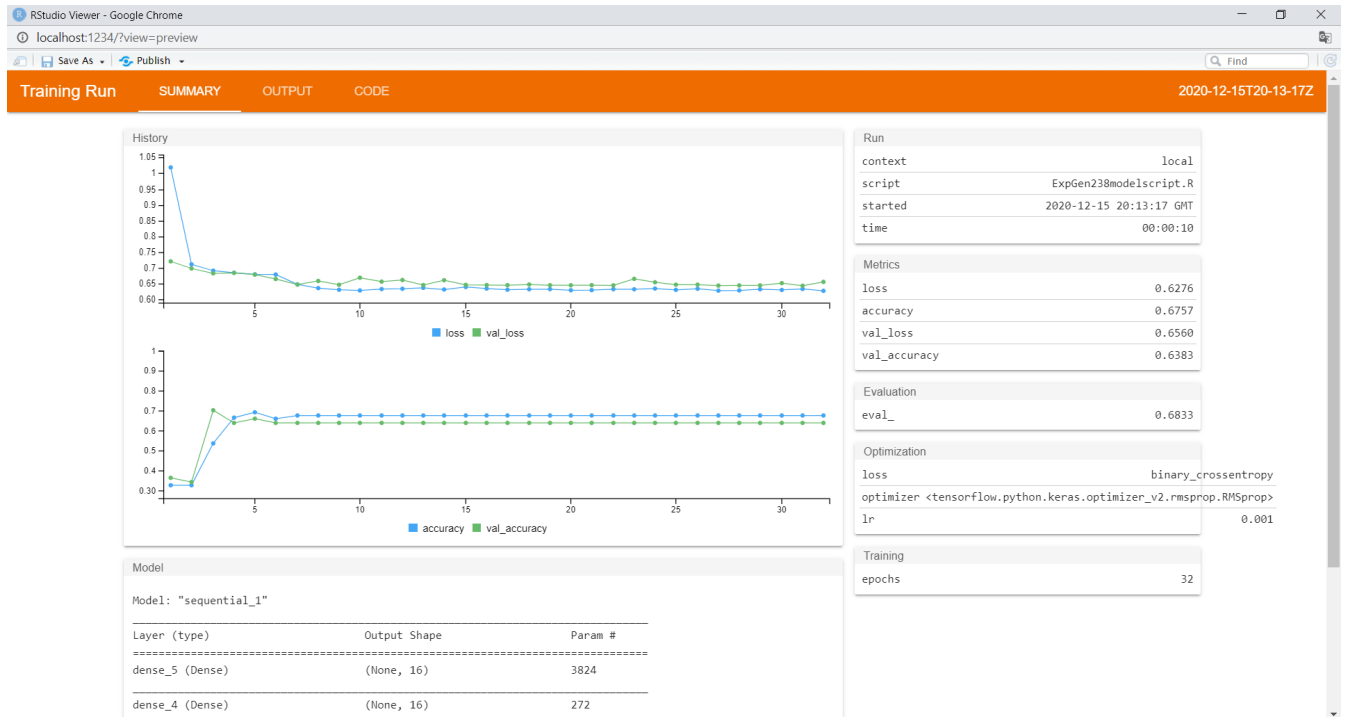 RStudio Viewer - Google Chrome
localhost:1234/?view=preview
Save As
Publish
Find
Training Run
SUMMARY
OUTPUT
CODE
2020-12-15T20-13-17Z
History
1.05
1
0.95
0.9
0.85
0.8
0.75
0.7
0.65
0.60
5
10
15
20
25
30
loss
val_loss
1
0.9
0.8
0.7
0.6
0.5
0.4
0.30
5
10
15
20
25
30
accuracy
val_accuracy
Model
Model: "sequential_1"
Layer (type) Output Shape Param #
dense_5 (Dense) (None, 16) 3824
dense_4 (Dense) (None, 16) 272
Run
context local
script ExpGen238modelscript.R
started 2020-12-15 20:13:17 GMT
time 00:00:10
Metrics
loss 0.6276
accuracy 0.6757
val_loss 0.6560
val_accuracy 0.6383
Evaluation
eval_ 0.6833
Optimization
loss binary_crossentropy
optimizer <tensorflow.python.keras.optimizer_v2.rmsprop.RMSprop>
lr 0.001
Training
epochs 32